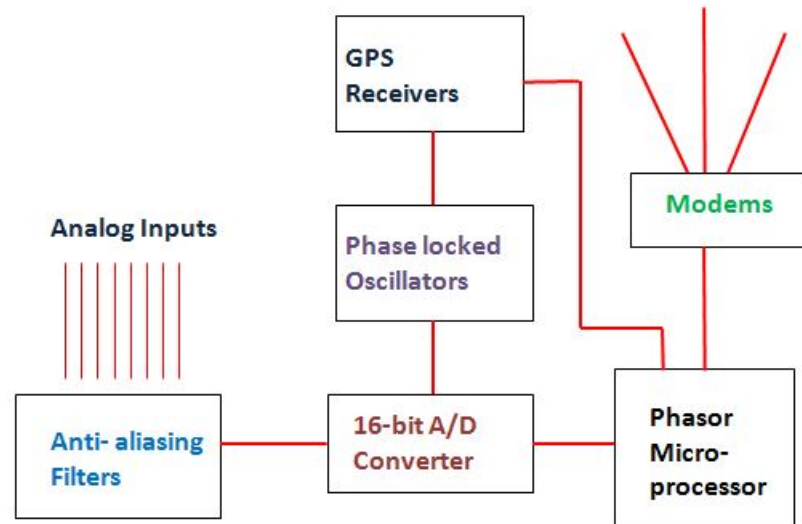 GPS
Receivers
Modems
Analog Inputs
Phase locked
Oscillators
Anti- aliasing
Filters
16-bit A/D
Converter
Phasor
Micro-
processor